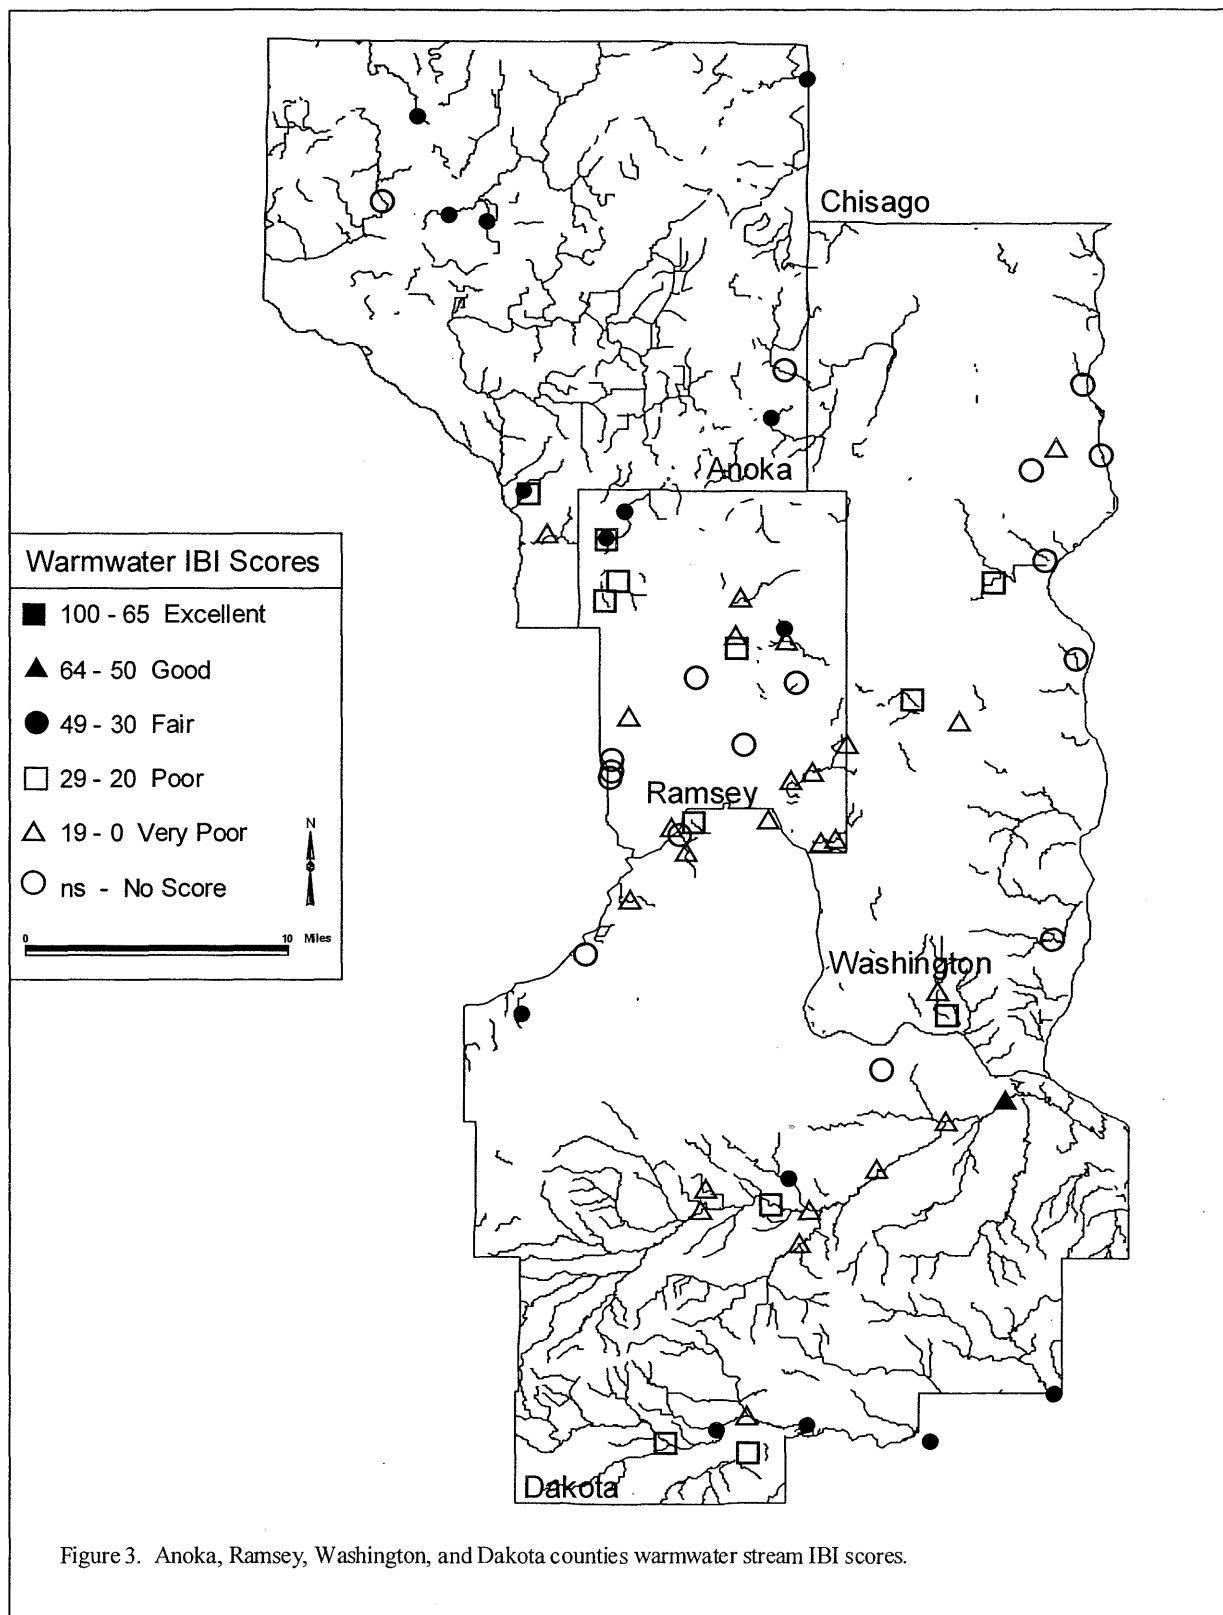 Chisago
Anoka
Warmwater IBI Scores
100 - 65 Excellent
64 - 50 Good
49 - 30 Fair
29 - 20 Poor
19 - 0 Very Poor
ns - No Score
N
0 10 Miles
Ramsey
Washington
Dakota
Figure 3. Anoka, Ramsey, Washington, and Dakota counties warmwater stream IBI scores.